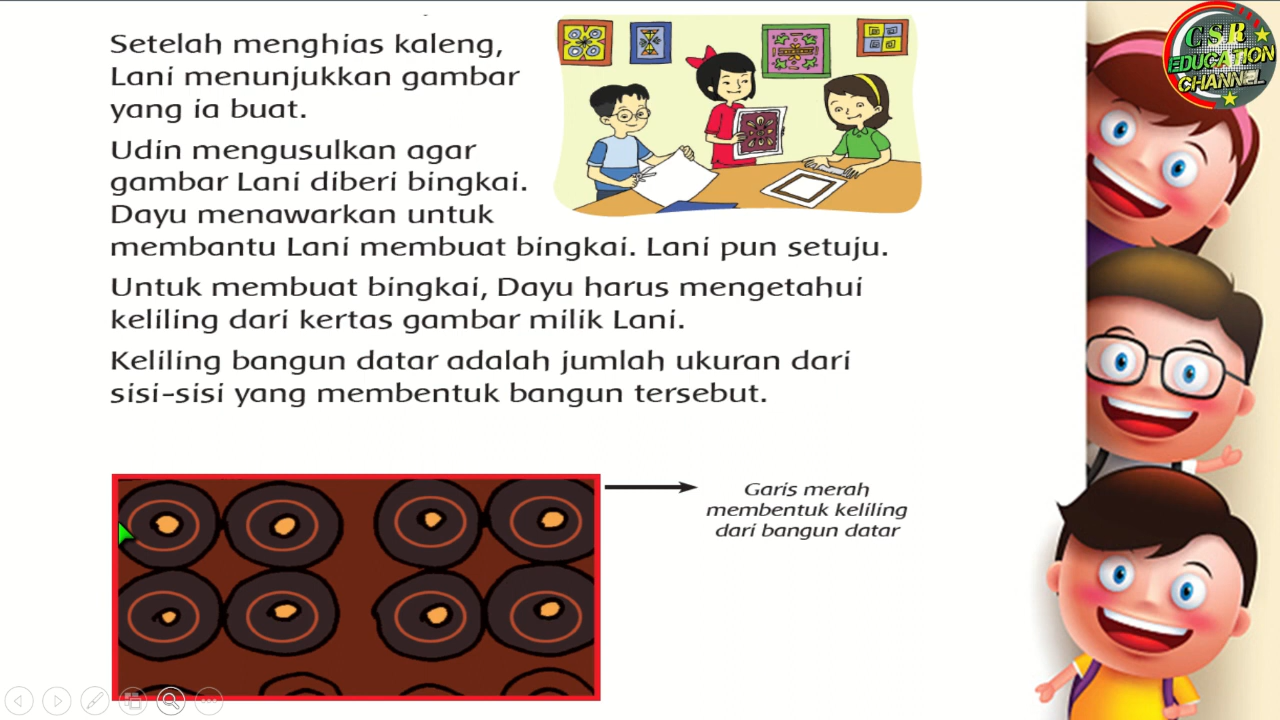 Setelah menghias kaleng,
Lani menunjukkan gambar
yang ia buat.
Udin mengusulkan agar
gambar Lani diberi bingkai.
Dayu menawarkan untuk
membantu Lani membuat bingkai. Lani pun setuju.
Untuk membuat bingkai, Dayu harus mengetahui
keliling dari kertas gambar milik Lani.
Keliling bangun datar adalah jumlah ukuran dari
sisi-sisi yang membentuk bangun tersebut.
Garis merah
membentuk keliling
dari bangun datar
CSR
EDUCATION
CHANNEL